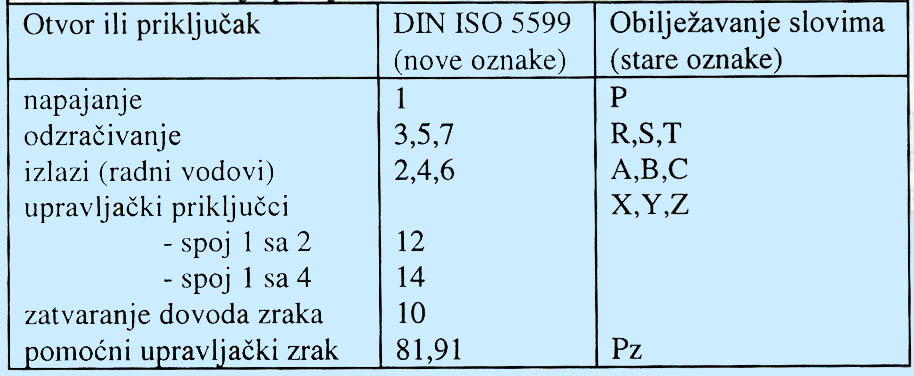 Otvor ili priključak DIN ISO 5599 Obilježavanje slovima
(nove oznake) (stare oznake)
napajanje 1 P
odzračivanje 3,5,7 R,S,T
izlazi (radni vodovi) 2,4,6 A,B,C
upravljački priključci X,Y,Z
- spoj 1 sa 2 12
- spoj 1 sa 4 14
zatvaranje dovoda zraka 10
pomoćni upravljački zrak 81,91 Pz